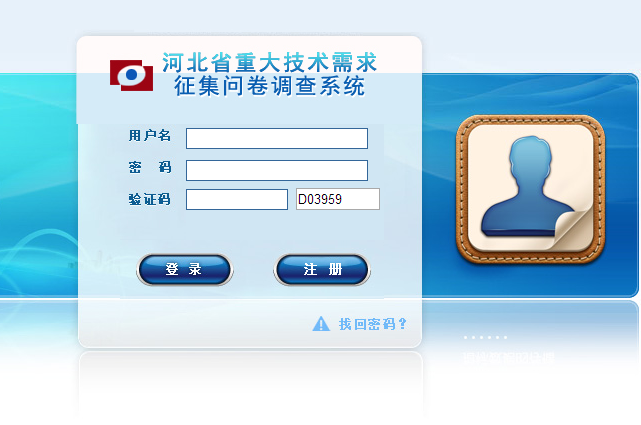 河北省重大技术需求
征集问卷调查系统
用户名
密 码
验证码 D03959
登 录 注 册
找回密码？